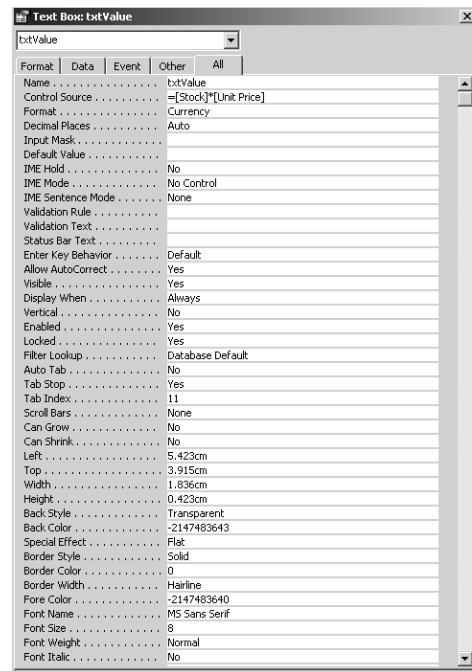 Text Box: txtValue
txtValue
Format Data Event Other All
Name . . . . . . . . . . . . . . . . txtValue
Control Source . . . . . . . . . . =[Stock]*[Unit Price]
Format . . . . . . . . . . . . . . . Currency
Decimal Places . . . . . . . . . . Auto
Input Mask . . . . . . . . . . . . .
Default Value . . . . . . . . . . .
IME Hold . . . . . . . . . . . . . . No
IME Mode . . . . . . . . . . . . . No Control
IME Sentence Mode . . . . . . . None
Validation Rule . . . . . . . . . .
Validation Text . . . . . . . . . .
Status Bar Text . . . . . . . . .
Enter Key Behavior . . . . . . . Default
Allow AutoCorrect . . . . . . . . Yes
Visible . . . . . . . . . . . . . . . . Yes
Display When . . . . . . . . . . . Always
Vertical . . . . . . . . . . . . . . . No
Enabled . . . . . . . . . . . . . . . Yes
Locked . . . . . . . . . . . . . . . . Yes
Filter Lookup . . . . . . . . . . . Database Default
Auto Tab . . . . . . . . . . . . . . No
Tab Stop . . . . . . . . . . . . . . Yes
Tab Index . . . . . . . . . . . . . 11
Scroll Bars . . . . . . . . . . . . . None
Can Grow . . . . . . . . . . . . . No
Can Shrink . . . . . . . . . . . . . No
Left . . . . . . . . . . . . . . . . . . 5.423cm
Top . . . . . . . . . . . . . . . . . . 3.915cm
Width . . . . . . . . . . . . . . . . . 1.836cm
Height . . . . . . . . . . . . . . . . 0.423cm
Back Style . . . . . . . . . . . . . Transparent
Back Color . . . . . . . . . . . . . -2147483643
Special Effect . . . . . . . . . . . Flat
Border Style . . . . . . . . . . . . Solid
Border Color . . . . . . . . . . . . 0
Border Width . . . . . . . . . . . Hairline
Fore Color . . . . . . . . . . . . . -2147483640
Font Name . . . . . . . . . . . . . MS Sans Serif
Font Size . . . . . . . . . . . . . . 8
Font Weight . . . . . . . . . . . . Normal
Font Italic . . . . . . . . . . . . . . No